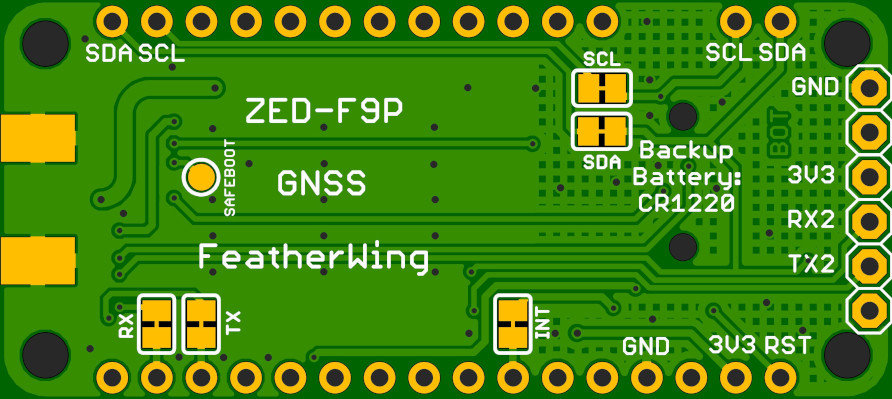 SDA SCL
SCL
SCL SDA
GND
ZED-F9P
BOT
SAFEBOOT
SDA
Backup
Battery:
CR1220
GNSS
3V3
RX2
FeatherWing
TX2
RX
TX
INT
GND
3V3 RST